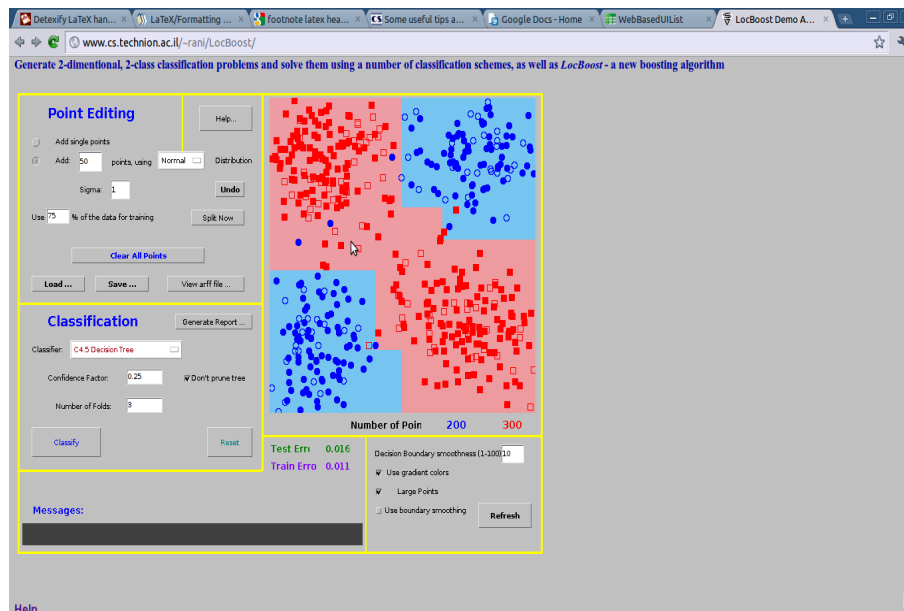 Detexify LaTeX han... LaTeX/Formatting ... footnote latex hea... Some useful tips a... Google Docs - Home WebBasedUIList LocBoost Demo A...
www.cs.technion.ac.il/~rani/LocBoost/
Generate 2-dimentional, 2-class classification problems and solve them using a number of classification schemes, as well as LocBoost - a new boosting algorithm
Point Editing
Help...
Add single points
Add: 50 points, using Normal Distribution
Sigma: 1
Undo
Use 75 % of the data for training
Split Now
Clear All Points
Load ... Save ... View arff file ...
Classification
Generate Report ...
Classifier: C4.5 Decision Tree
Confidence Factor: 0.25
Don't prune tree
Number of Folds: 3
Classify
Reset
Number of Poin 200 300
Test Erro 0.016
Train Erro 0.011
Decision Boundary smoothness (1-100) 10
Use gradient colors
Large Points
Use boundary smoothing
Refresh
Messages:
Help